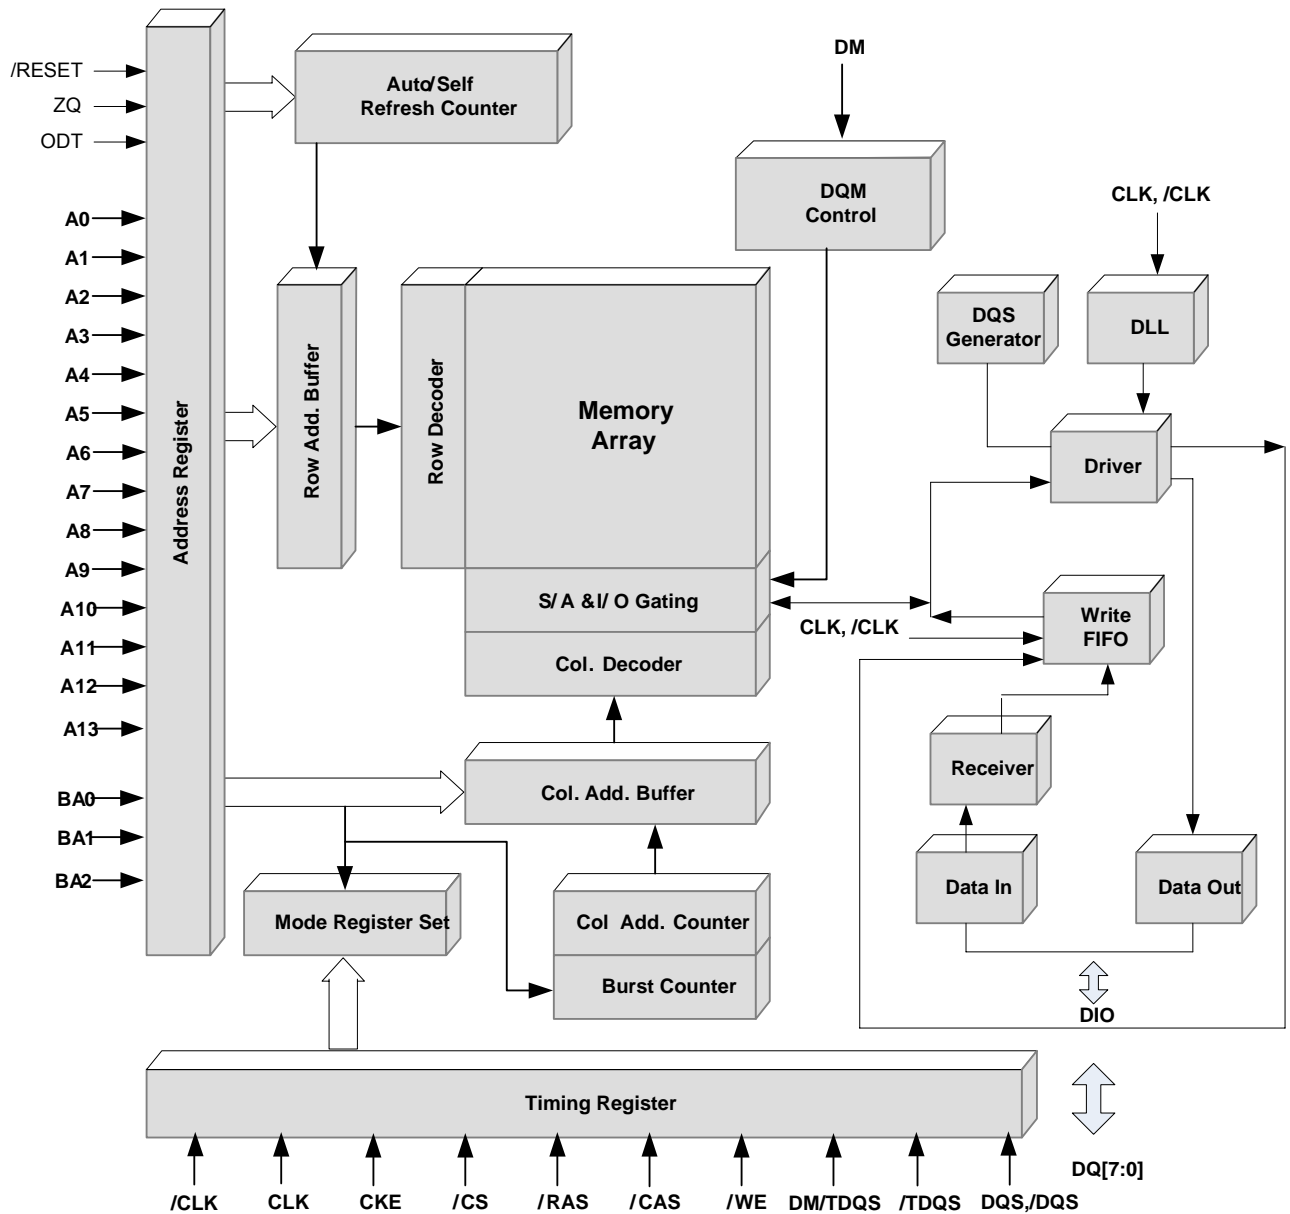 /RESET
ZQ
ODT
A0
A1
A2
A3
A4
A5
A6
A7
A8
A9
A10
A11
A12
A13
BA0
BA1
BA2
Address Register
Auto/Self
Refresh Counter
DM
DQM
Control
CLK, /CLK
DQS
Generator
DLL
Row Add. Buffer
Row Decoder
Memory
Array
Driver
S/ A &I/ O Gating
CLK, /CLK
Write
FIFO
Col. Decoder
Receiver
Col. Add. Buffer
Data In
Data Out
Mode Register Set
Col Add. Counter
Burst Counter
DIO
Timing Register
DQ[7:0]
/CLK
CLK
CKE
/CS
/RAS
/CAS
/WE
DM/TDQS
/TDQS
DQS,/DQS